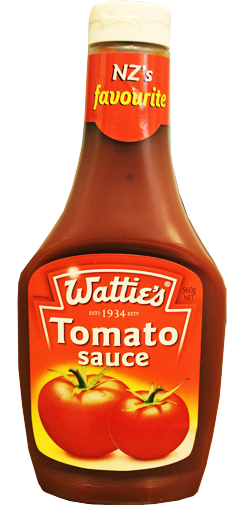 NZ's
favourite
Wattie's®
ESTD 1934 ESTD
560g
NET
Tomato
sauce